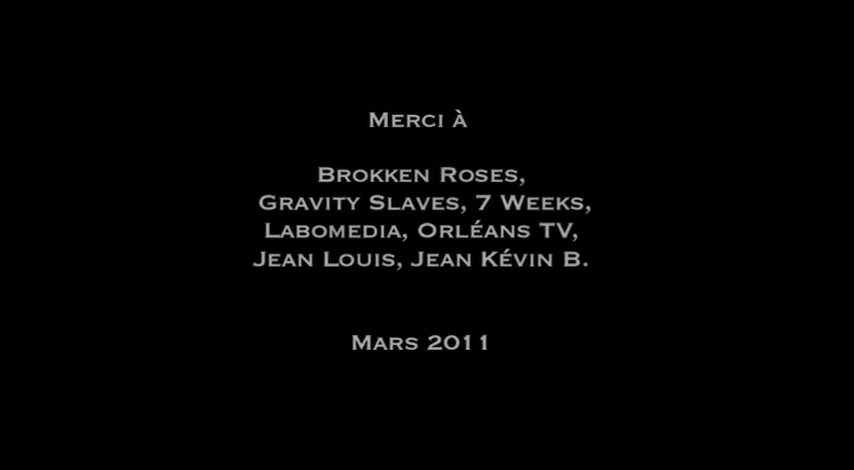 Merci À
Brokken Roses,
Gravity Slaves, 7 Weeks,
Labomedia, Orléans TV,
Jean Louis, Jean Kévin B.
Mars 2011